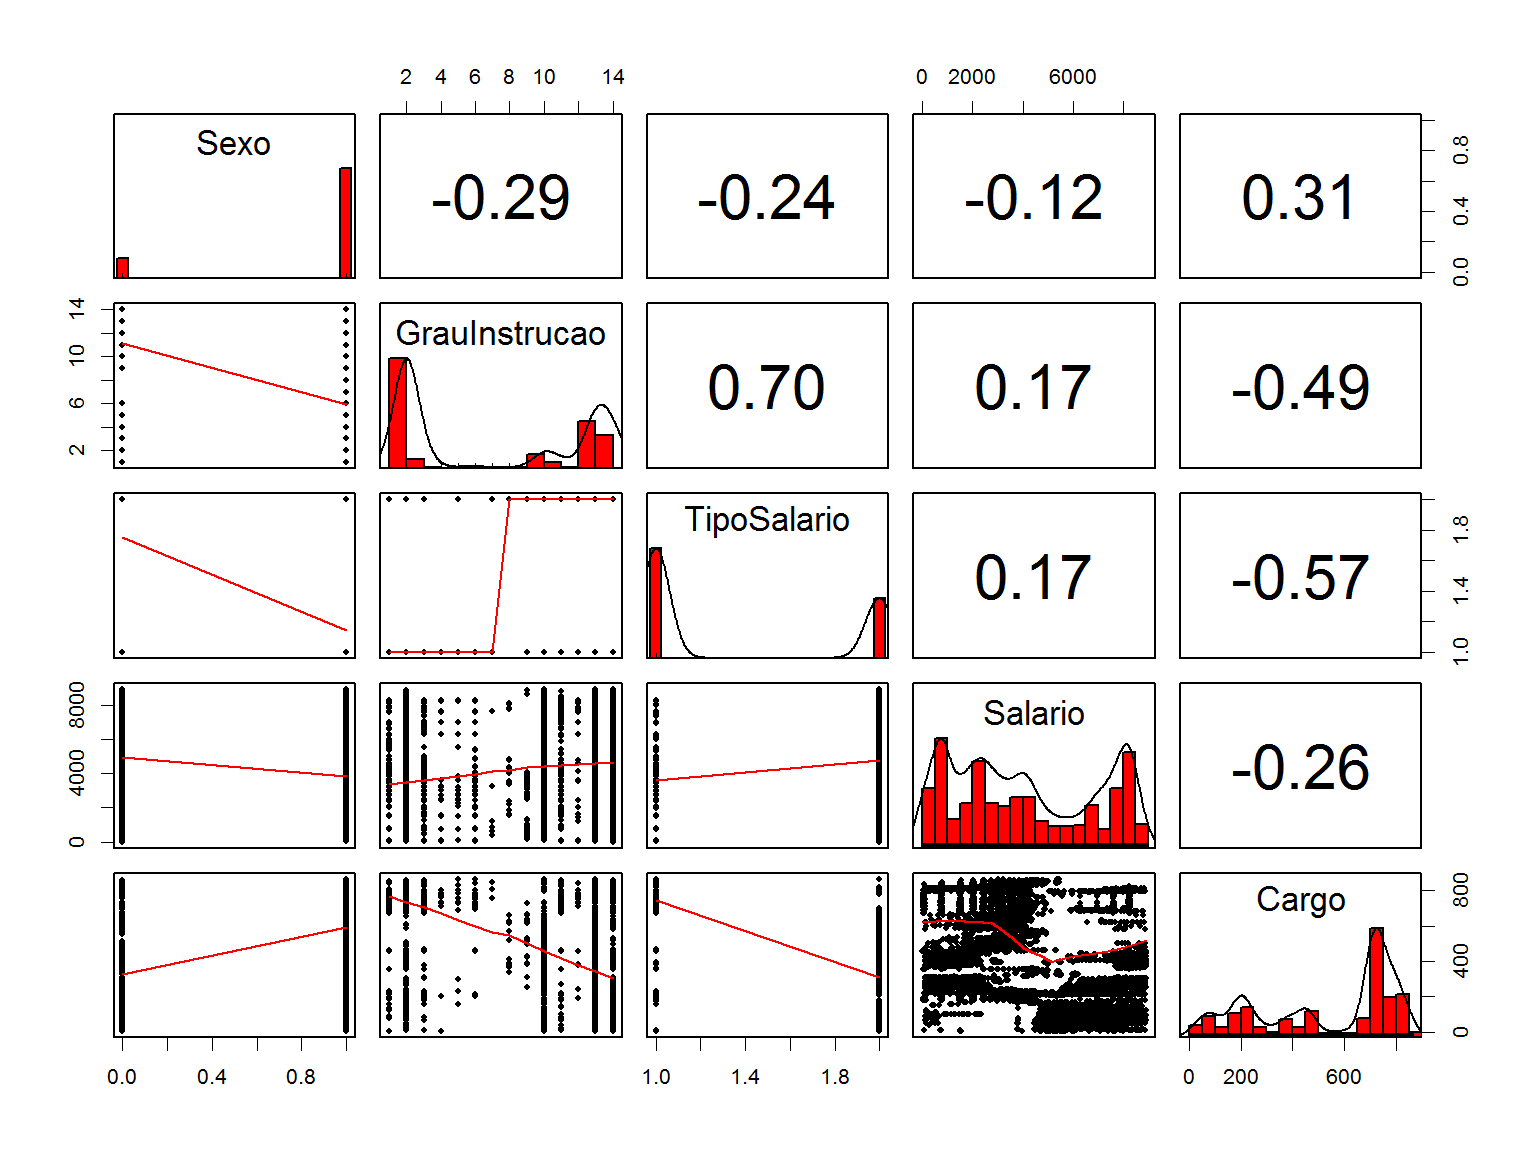 2 4 6 8 10 14 0 2000 6000
Sexo -0.29 -0.24 -0.12 0.31 0.0 0.4 0.8
2 6 10 14 GrauInstrucao 0.70 0.17 -0.49
TipoSalario 0.17 -0.57 1.0 1.4 1.8
0 4000 8000 Salario -0.26
Cargo 0 400 800
0.0 0.4 0.8 1.0 1.4 1.8 0 200 600